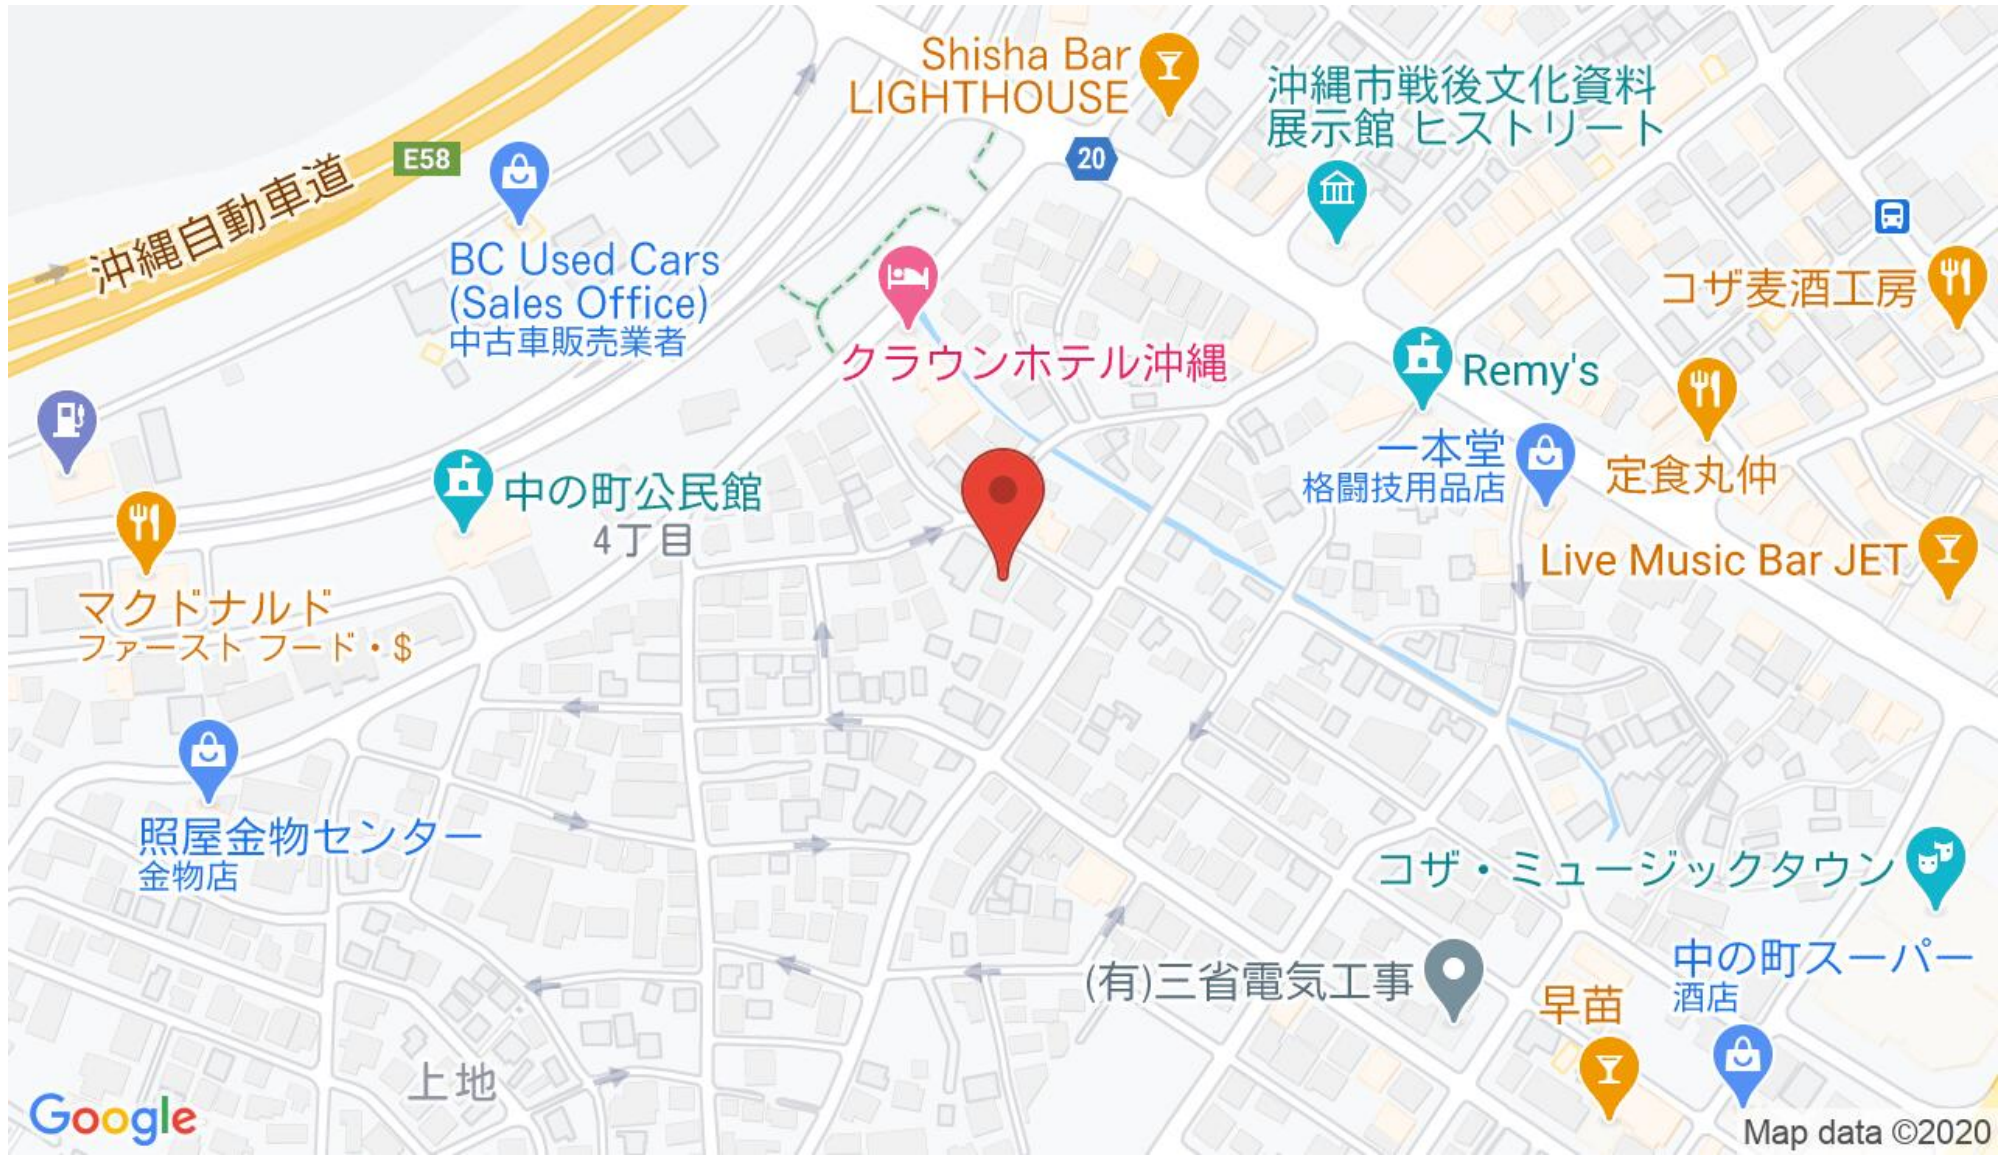 Shisha Bar
LIGHTHOUSE
沖縄市戦後文化資料
展示館 ヒストリート
20
E58
沖縄自動車道
BC Used Cars
(Sales Office)
中古車販売業者
コザ麦酒工房
クラウンホテル沖縄
Remy's
一本堂
格闘技用品店
定食丸仲
中の町公民館
4丁目
Live Music Bar JET
マクドナルド
ファースト フード・$
照屋金物センター
金物店
コザ・ミュージックタウン
中の町スーパー
酒店
(有)三省電気工事
早苗
上地
Google
Map data ©2020